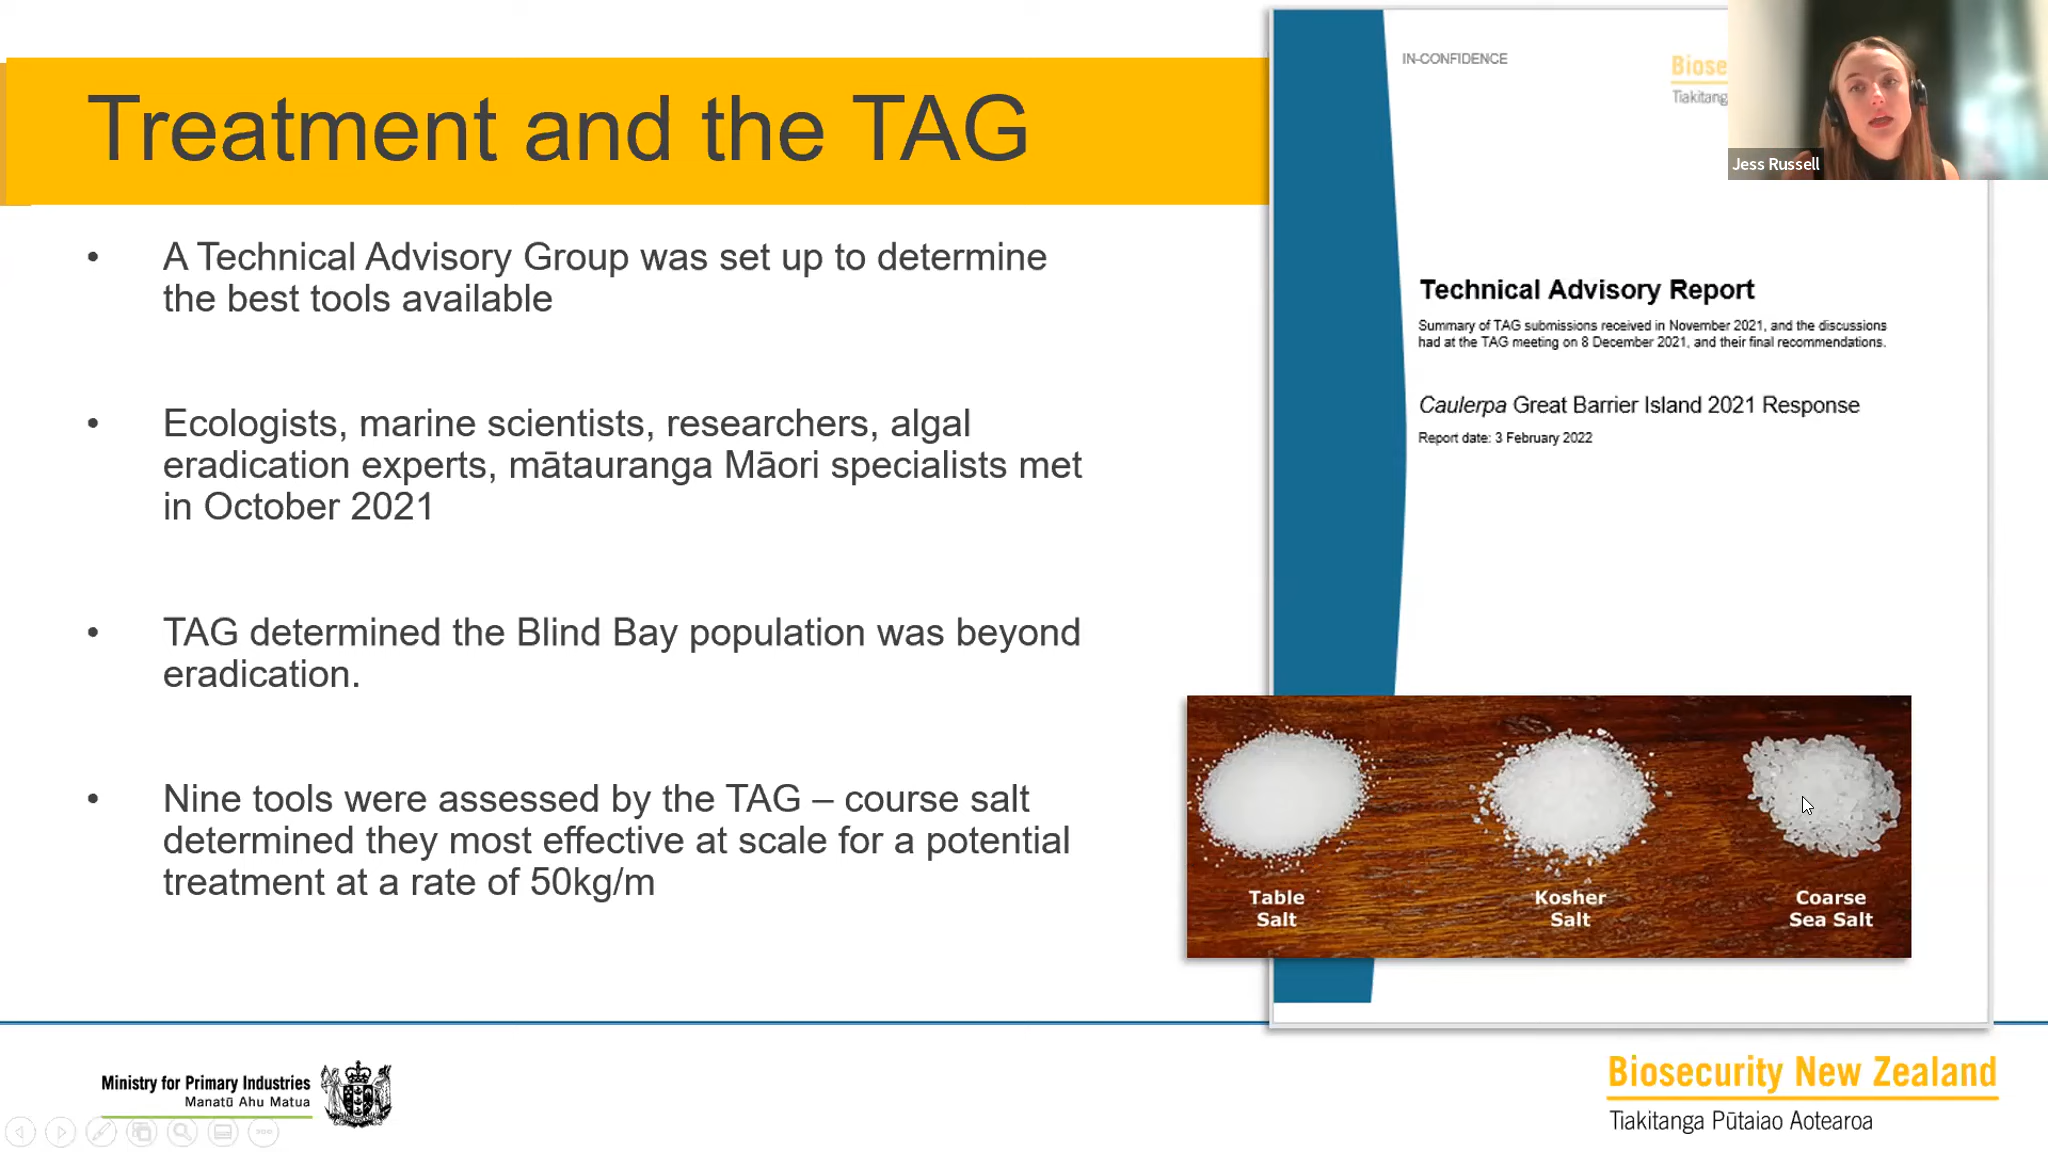 Treatment and the TAG
• A Technical Advisory Group was set up to determine
the best tools available
• Ecologists, marine scientists, researchers, algal
eradication experts, mātauranga Māori specialists met
in October 2021
• TAG determined the Blind Bay population was beyond
eradication.
• Nine tools were assessed by the TAG – course salt
determined they most effective at scale for a potential
treatment at a rate of 50kg/m
IN-CONFIDENCE
Biose
Tiakitang
Jess Russell
Technical Advisory Report
Summary of TAG submissions received in November 2021, and the discussions
had at the TAG meeting on 8 December 2021, and their final recommendations.
Caulerpa Great Barrier Island 2021 Response
Report date: 3 February 2022
Table
Salt
Kosher
Salt
Coarse
Sea Salt
Ministry for Primary Industries
Manatū Ahu Matua
Biosecurity New Zealand
Tiakitanga Pūtaiao Aotearoa